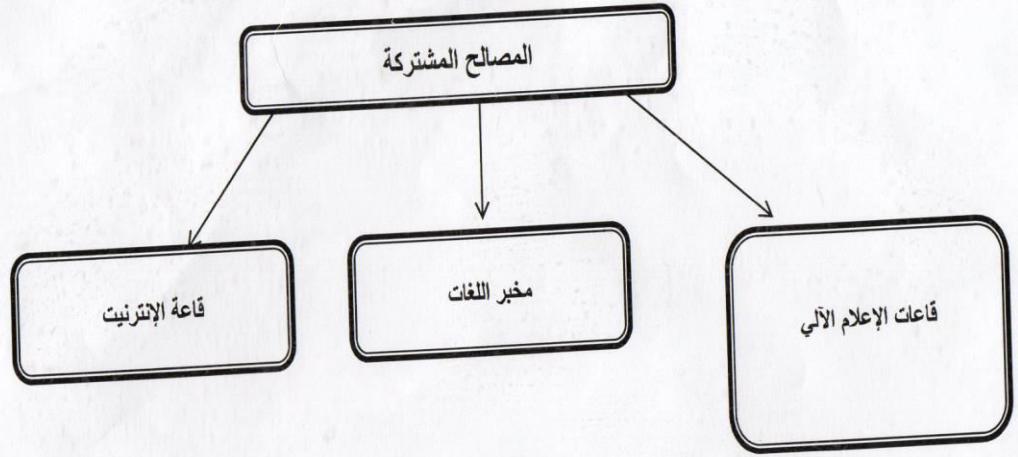 المصالح المشتركة
قاعات الإعلام الآلي
مخبر اللغات
قاعة الإنترنيت